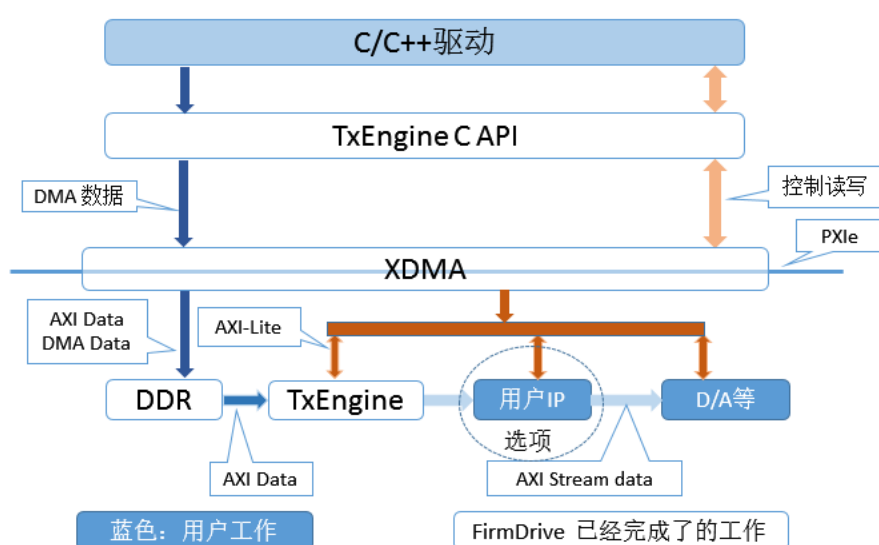 C/C++驱动
TxEngine C API
DMA 数据
控制读写
PXIe
XDMA
AXI Data
DMA Data
AXI-Lite
DDR
TxEngine
用户IP
D/A等
选项
AXI Data
AXI Stream data
蓝色：用户工作
FirmDrive 已经完成了的工作